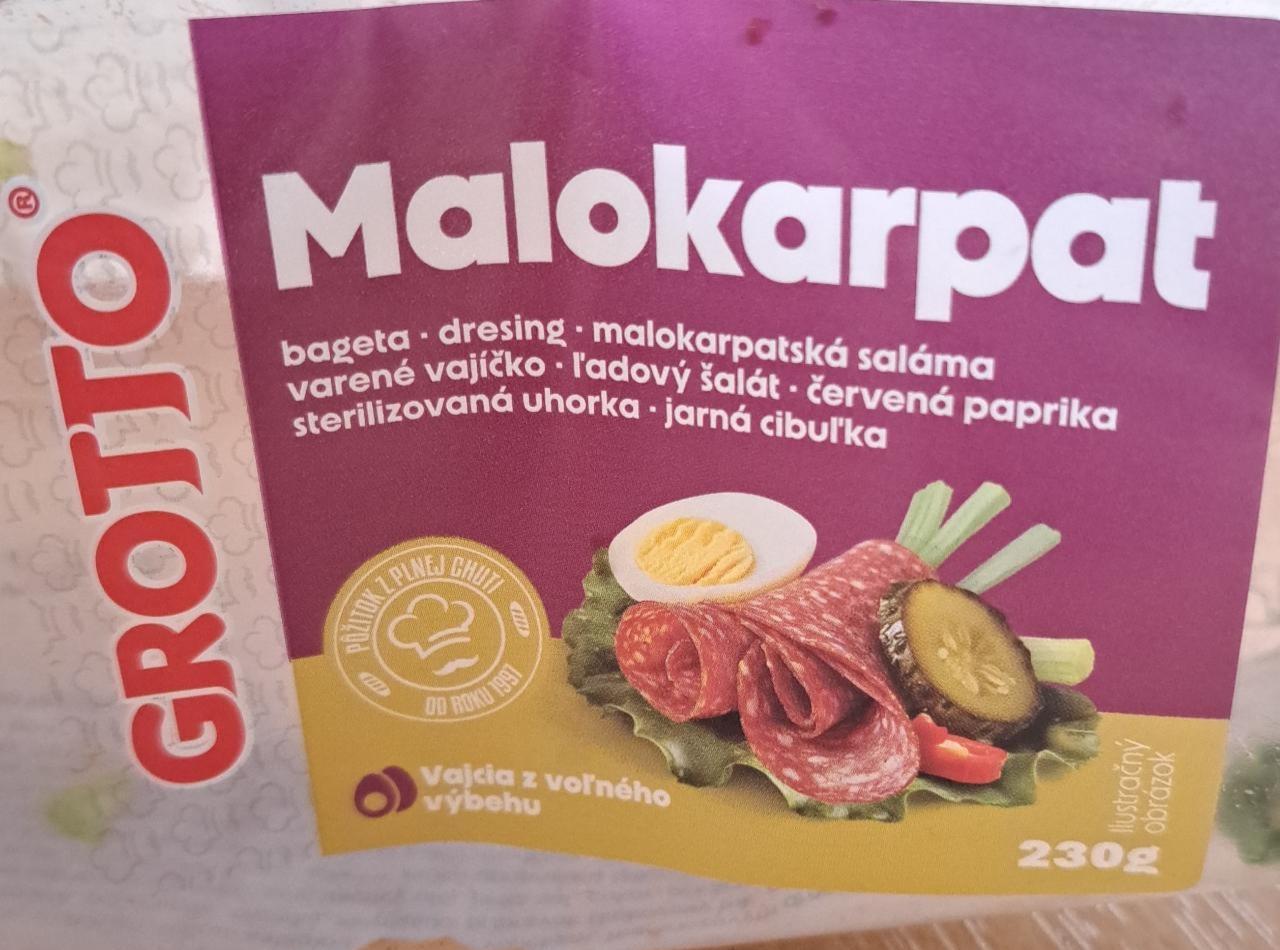 GROTTO®
Malokarpat
bageta · dresing · malokarpatská saláma
varené vajíčko · ľadový šalát · červená paprika
sterilizovaná uhorka · jarná cibuľka
PÔŽITOK Z PLNEJ CHUTI
OD ROKU 1997
Vajcia z voľného
výbehu
Ilustračný
obrázok
230g